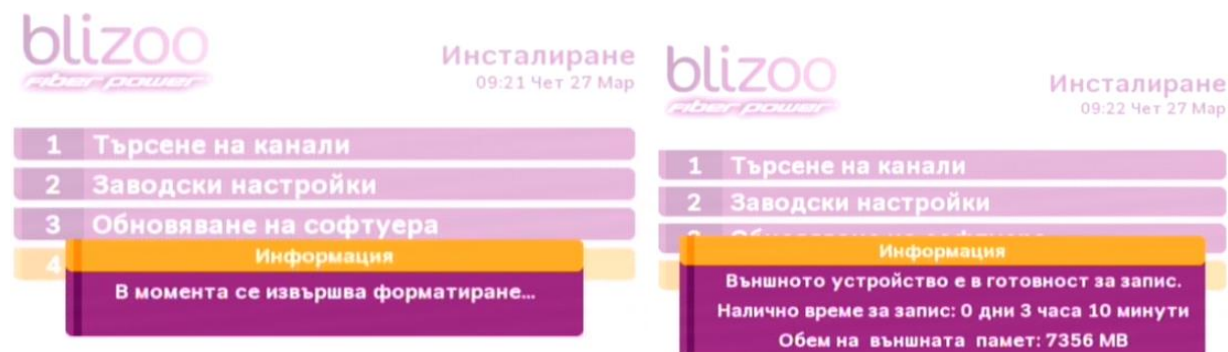 blizoo
fiber power
Инсталиране
09:21 Чет 27 Мар
1 Търсене на канали
2 Заводски настройки
3 Обновяване на софтуера
4
Информация
В момента се извършва форматиране...
blizoo
fiber power
Инсталиране
09:22 Чет 27 Мар
1 Търсене на канали
2 Заводски настройки
3 Обновяване на софтуера
Информация
Външното устройство е в готовност за запис.
Налично време за запис: 0 дни 3 часа 10 минути
Обем на външната памет: 7356 MB